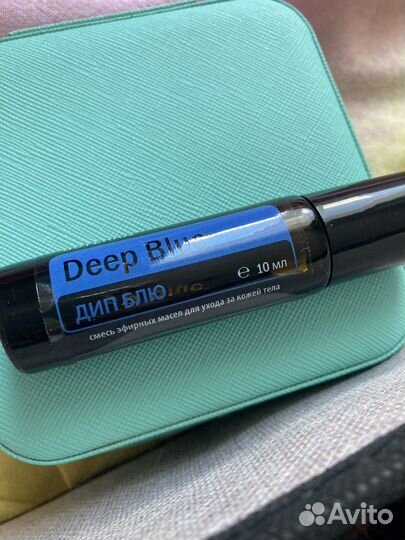 Deep Blue
ДИП БЛЮ
℮ 10 мл
смесь эфирных масел для ухода за кожей тела
Avito